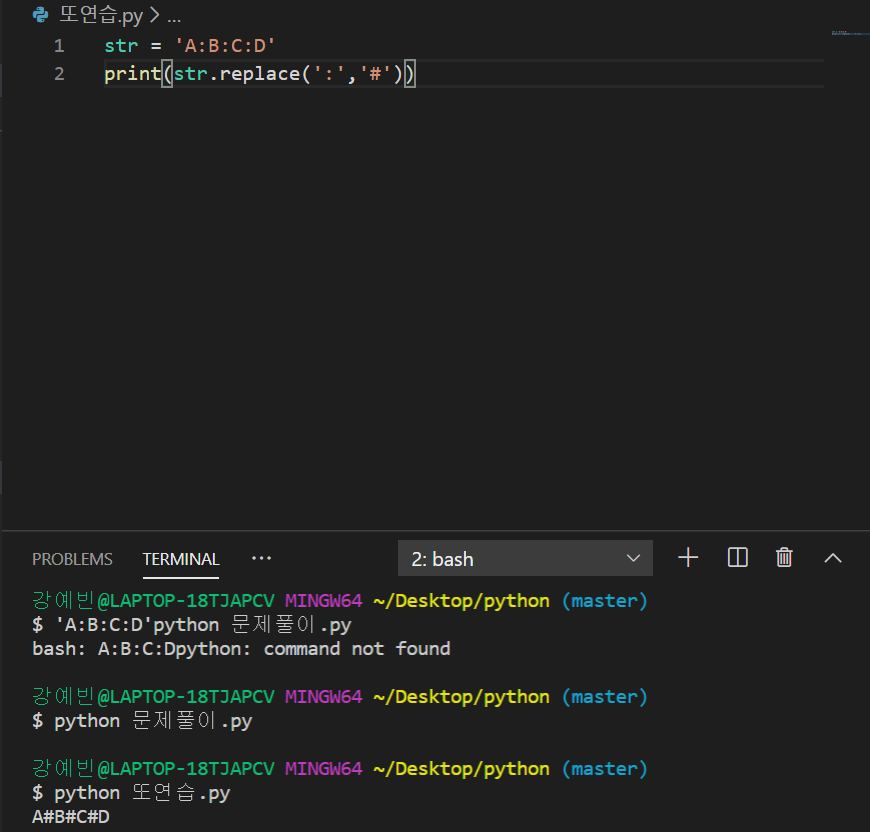 또연습.py > ...
1 str = 'A:B:C:D'
2 print(str.replace(':','#'))
PROBLEMS TERMINAL ... 2: bash
강예빈@LAPTOP-18TJAPCV MINGW64 ~/Desktop/python (master)
$ 'A:B:C:D'python 문제풀이.py
bash: A:B:C:Dpython: command not found
강예빈@LAPTOP-18TJAPCV MINGW64 ~/Desktop/python (master)
$ python 문제풀이.py
강예빈@LAPTOP-18TJAPCV MINGW64 ~/Desktop/python (master)
$ python 또연습.py
A#B#C#D